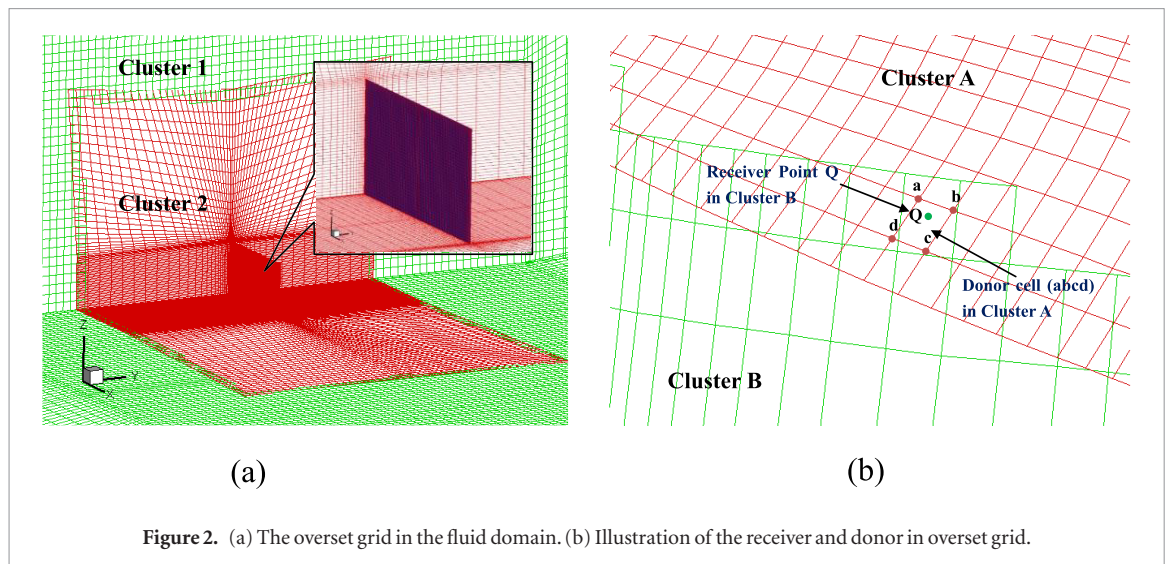 Cluster 1
Cluster 2
Z
Y
X
(a)
Cluster A
Receiver Point Q
in Cluster B
a
b
Q
d
c
Donor cell (abcd)
in Cluster A
Cluster B
(b)
Figure 2. (a) The overset grid in the fluid domain. (b) Illustration of the receiver and donor in overset grid.